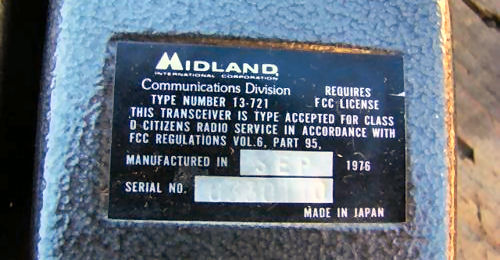 MIDLAND
INTERNATIONAL CORPORATION
Communications Division
REQUIRES
FCC LICENSE
TYPE NUMBER 13-721
THIS TRANSCEIVER IS TYPE ACCEPTED FOR CLASS
D CITIZENS RADIO SERVICE IN ACCORDANCE WITH
FCC REGULATIONS VOL.6, PART 95.
MANUFACTURED IN SEP 1976
SERIAL NO.
MADE IN JAPAN